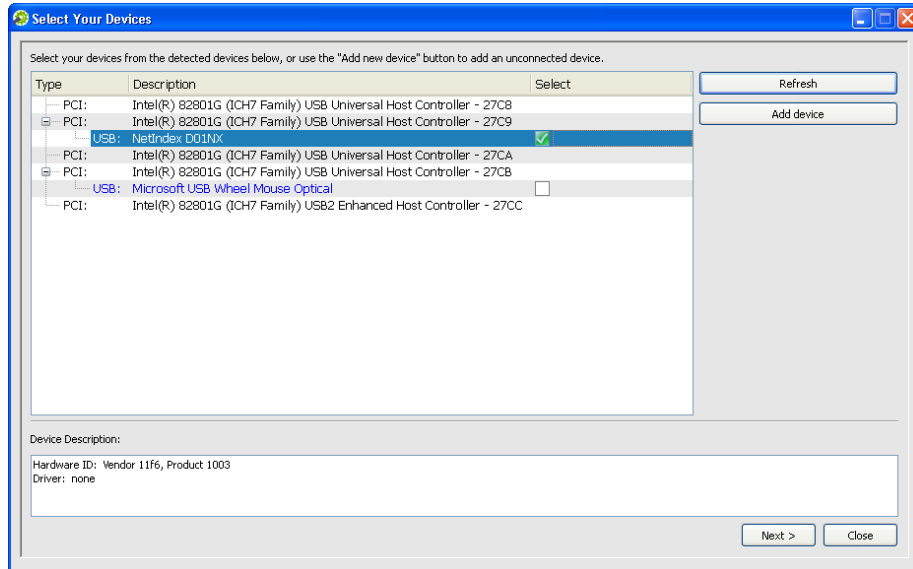 Select Your Devices
Select your devices from the detected devices below, or use the "Add new device" button to add an unconnected device.
Type Description Select
PCI: Intel(R) 82801G (ICH7 Family) USB Universal Host Controller - 27C8
PCI: Intel(R) 82801G (ICH7 Family) USB Universal Host Controller - 27C9
USB: NetIndex D01NX
PCI: Intel(R) 82801G (ICH7 Family) USB Universal Host Controller - 27CA
PCI: Intel(R) 82801G (ICH7 Family) USB Universal Host Controller - 27CB
USB: Microsoft USB Wheel Mouse Optical
PCI: Intel(R) 82801G (ICH7 Family) USB2 Enhanced Host Controller - 27CC
Refresh
Add device
Device Description:
Hardware ID: Vendor 11f6, Product 1003
Driver: none
Next > Close